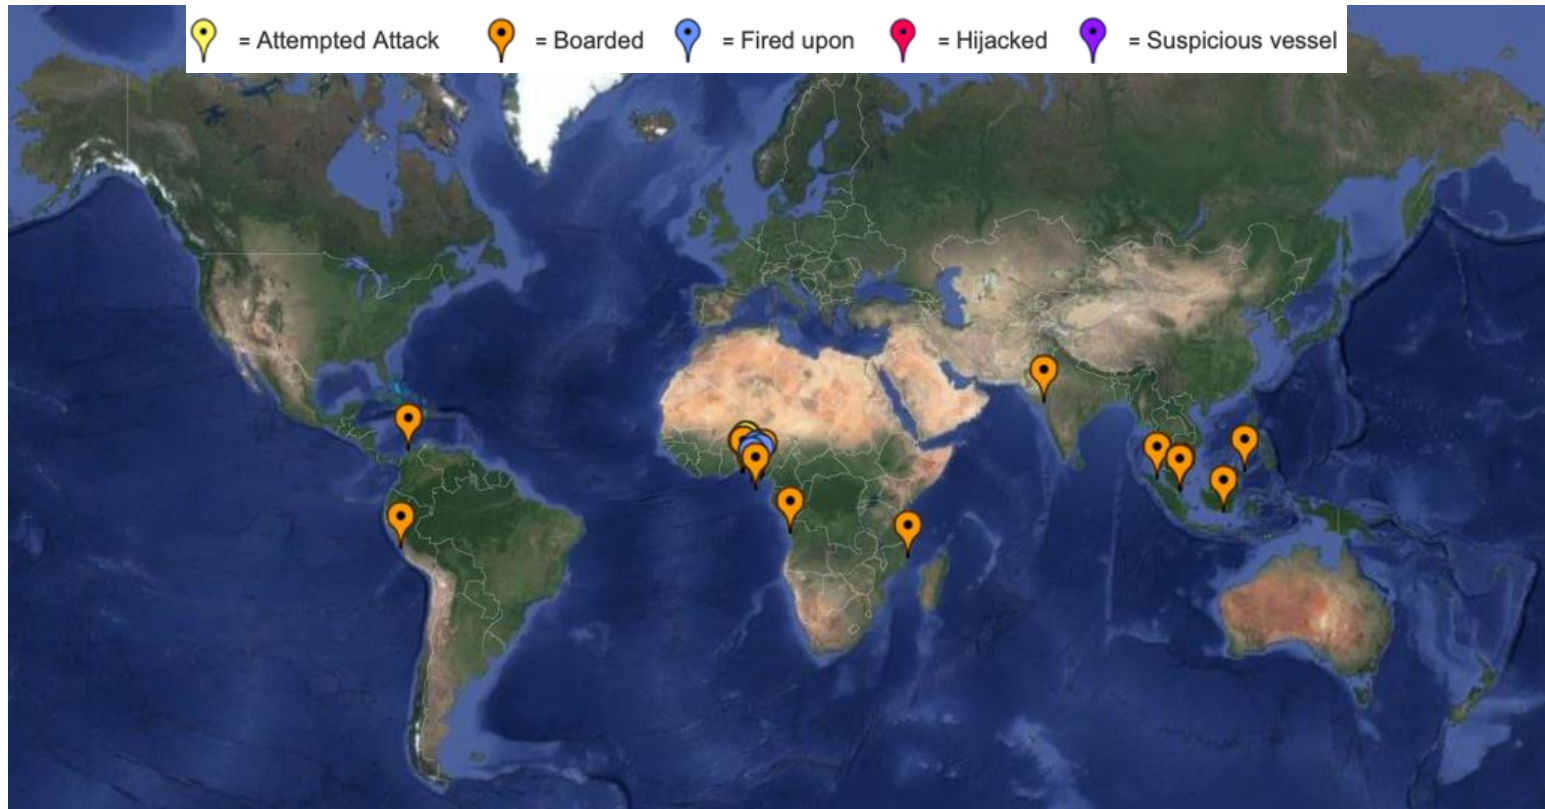 = Attempted Attack = Boarded = Fired upon = Hijacked = Suspicious vessel